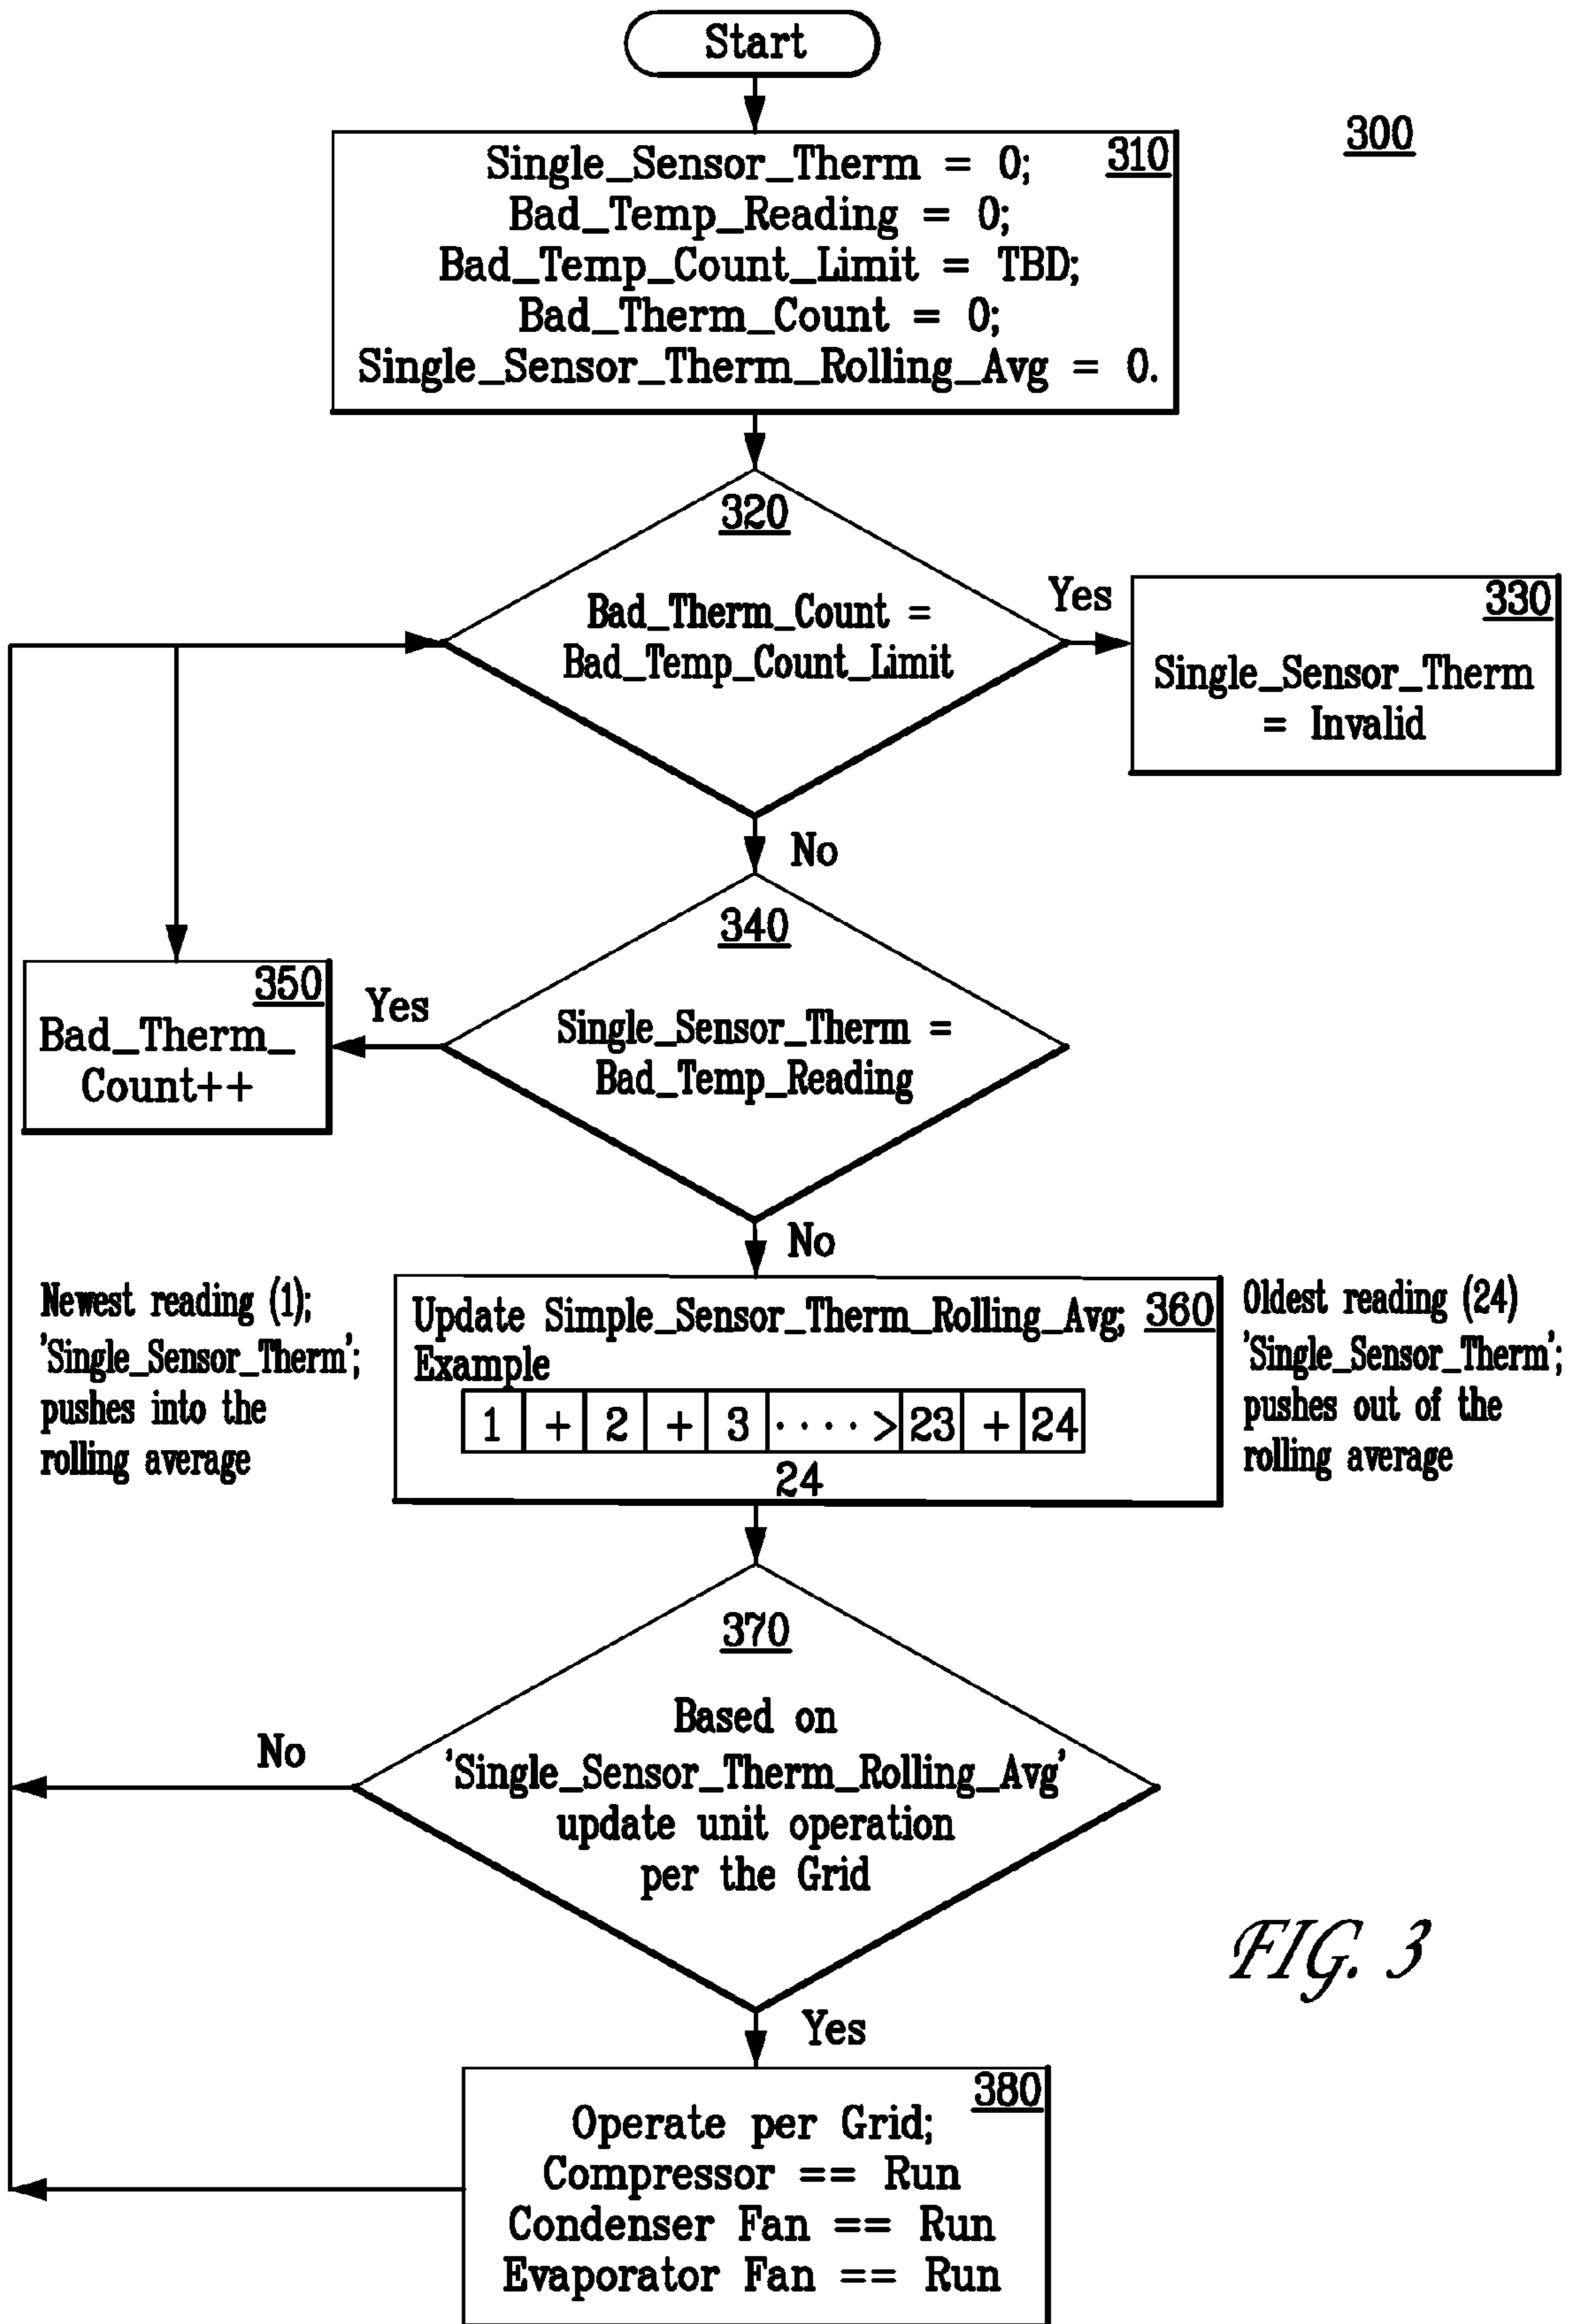 Start
300
310
Single_Sensor_Therm = 0;
Bad_Temp_Reading = 0;
Bad_Temp_Count_Limit = TBD;
Bad_Therm_Count = 0;
Single_Sensor_Therm_Rolling_Avg = 0.
320
Bad_Therm_Count =
Bad_Temp_Count_Limit
Yes
330
Single_Sensor_Therm
= Invalid
No
340
Single_Sensor_Therm =
Bad_Temp_Reading
Yes
350
Bad_Therm_
Count++
No
Newest reading (1);
'Single_Sensor_Therm';
pushes into the
rolling average
Update Simple_Sensor_Therm_Rolling_Avg; 360
Example
1 + 2 + 3 ····> 23 + 24
24
Oldest reading (24)
'Single_Sensor_Therm';
pushes out of the
rolling average
370
Based on
'Single_Sensor_Therm_Rolling_Avg'
update unit operation
per the Grid
No
Yes
380
Operate per Grid;
Compressor == Run
Condenser Fan == Run
Evaporator Fan == Run
FIG. 3